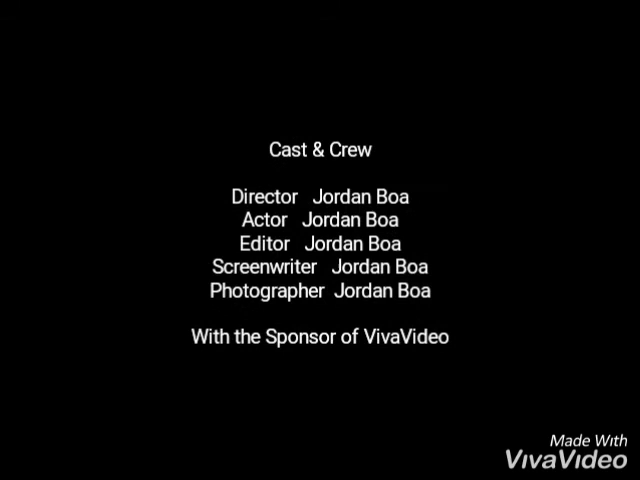 Cast & Crew
Director Jordan Boa
Actor Jordan Boa
Editor Jordan Boa
Screenwriter Jordan Boa
Photographer Jordan Boa
With the Sponsor of VivaVideo
Made With
VivaVideo